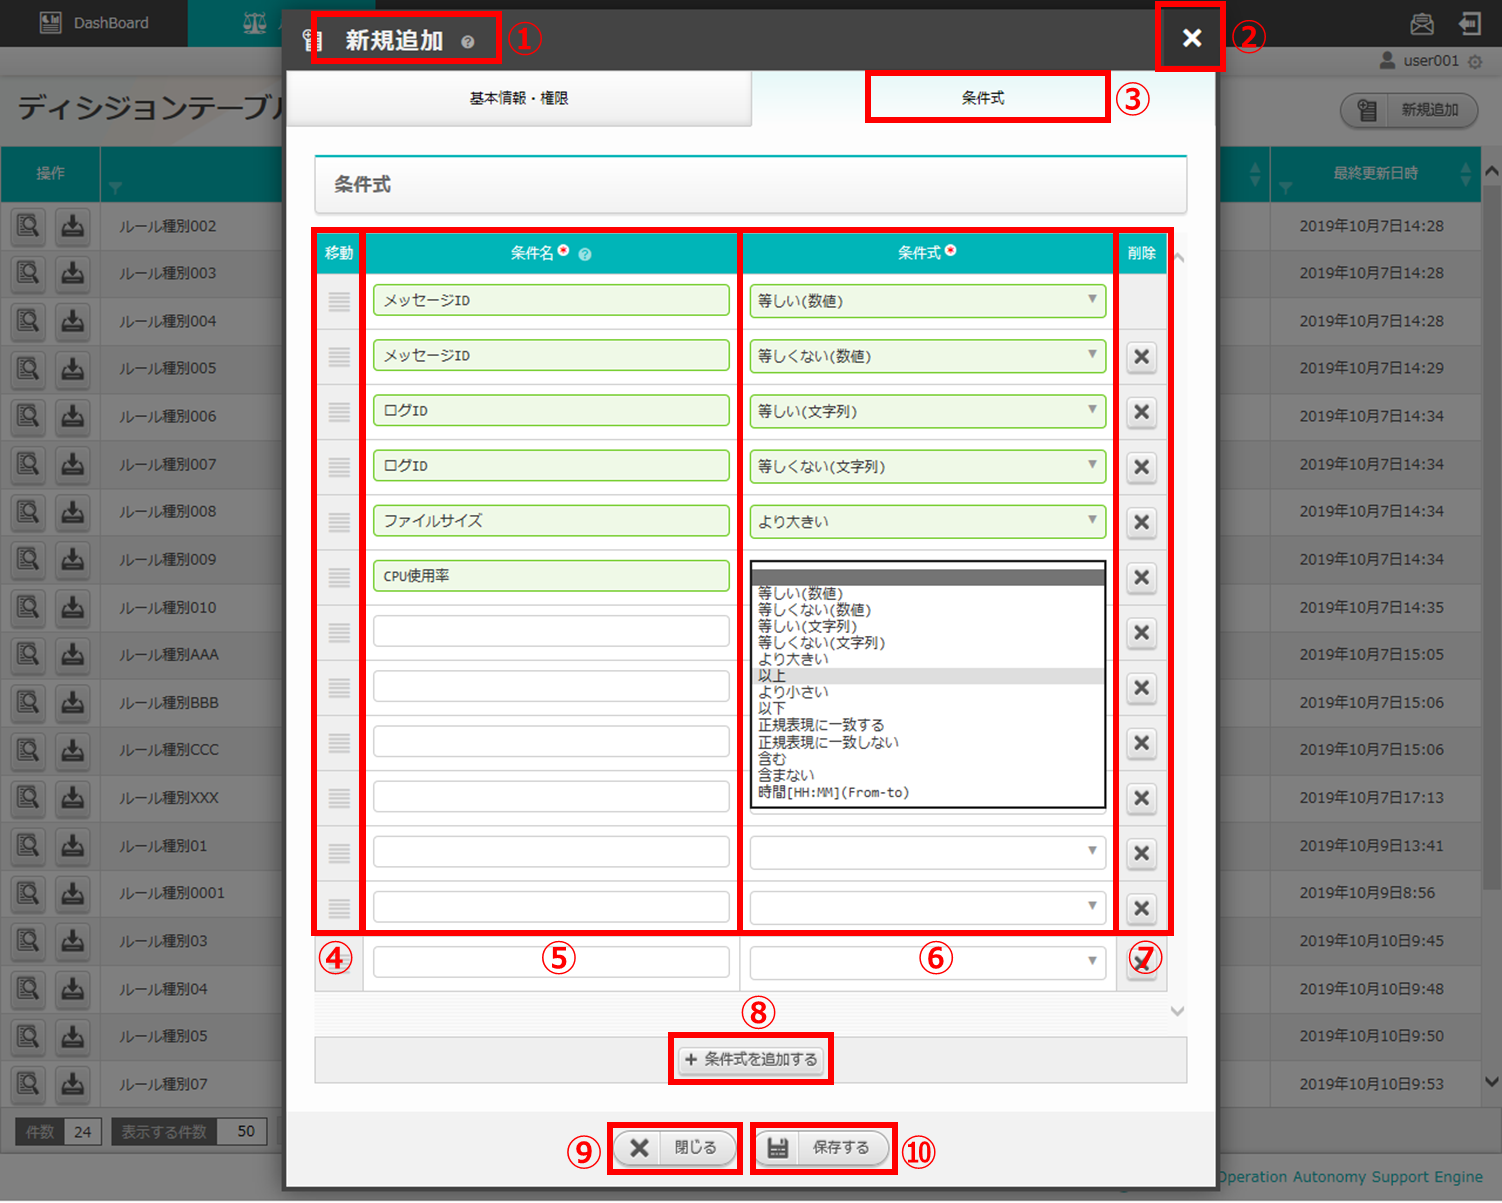 DashBoard
新規追加
①
②
user001
ディシジョンテーブル
基本情報・権限
条件式
③
新規追加
条件式
操作
最終更新日時
移動
条件名
条件式
削除
ルール種別002
2019年10月7日14:28
ルール種別003
2019年10月7日14:28
ルール種別004
2019年10月7日14:28
ルール種別005
2019年10月7日14:29
ルール種別006
2019年10月7日14:34
ルール種別007
2019年10月7日14:34
ルール種別008
2019年10月7日14:34
ルール種別009
2019年10月7日14:34
ルール種別010
2019年10月7日14:35
ルール種別AAA
2019年10月7日15:05
ルール種別BBB
2019年10月7日15:06
ルール種別CCC
2019年10月7日15:06
ルール種別XXX
2019年10月7日17:13
ルール種別01
2019年10月9日13:41
ルール種別0001
2019年10月9日8:56
ルール種別03
2019年10月10日9:45
ルール種別04
2019年10月10日9:48
ルール種別05
2019年10月10日9:50
ルール種別07
2019年10月10日9:53
メッセージID
等しい(数値)
メッセージID
等しくない(数値)
ログID
等しい(文字列)
ログID
等しくない(文字列)
ファイルサイズ
より大きい
CPU使用率
等しい(数値)
等しくない(数値)
等しい(文字列)
等しくない(文字列)
より大きい
以上
より小さい
以下
正規表現に一致する
正規表現に一致しない
含む
含まない
時間[HH:MM](From-to)
④
⑤
⑥
⑦
⑧
+ 条件式を追加する
件数 24
表示する件数 50
⑨
閉じる
保存する
⑩
Operation Autonomy Support Engine